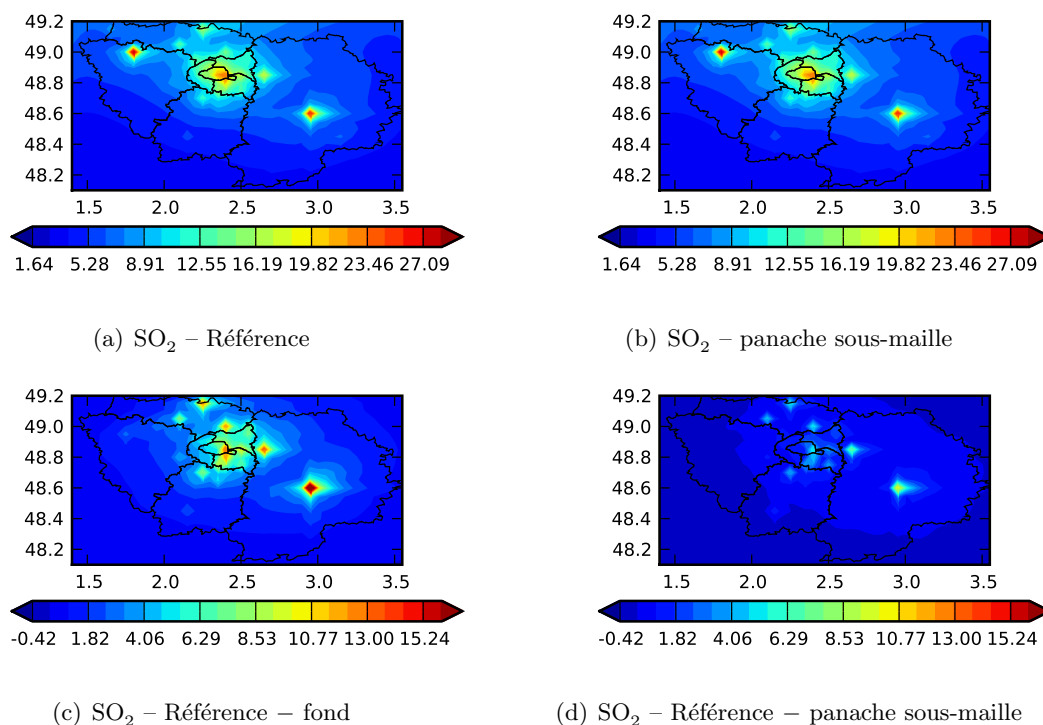 49.2
49.0
48.8
48.6
48.4
48.2
1.5 2.0 2.5 3.0 3.5
1.64 5.28 8.91 12.55 16.19 19.82 23.46 27.09
(a) SO₂ – Référence
49.2
49.0
48.8
48.6
48.4
48.2
1.5 2.0 2.5 3.0 3.5
1.64 5.28 8.91 12.55 16.19 19.82 23.46 27.09
(b) SO₂ – panache sous-maille
49.2
49.0
48.8
48.6
48.4
48.2
1.5 2.0 2.5 3.0 3.5
-0.42 1.82 4.06 6.29 8.53 10.77 13.00 15.24
(c) SO₂ – Référence − fond
49.2
49.0
48.8
48.6
48.4
48.2
1.5 2.0 2.5 3.0 3.5
-0.42 1.82 4.06 6.29 8.53 10.77 13.00 15.24
(d) SO₂ – Référence − panache sous-maille